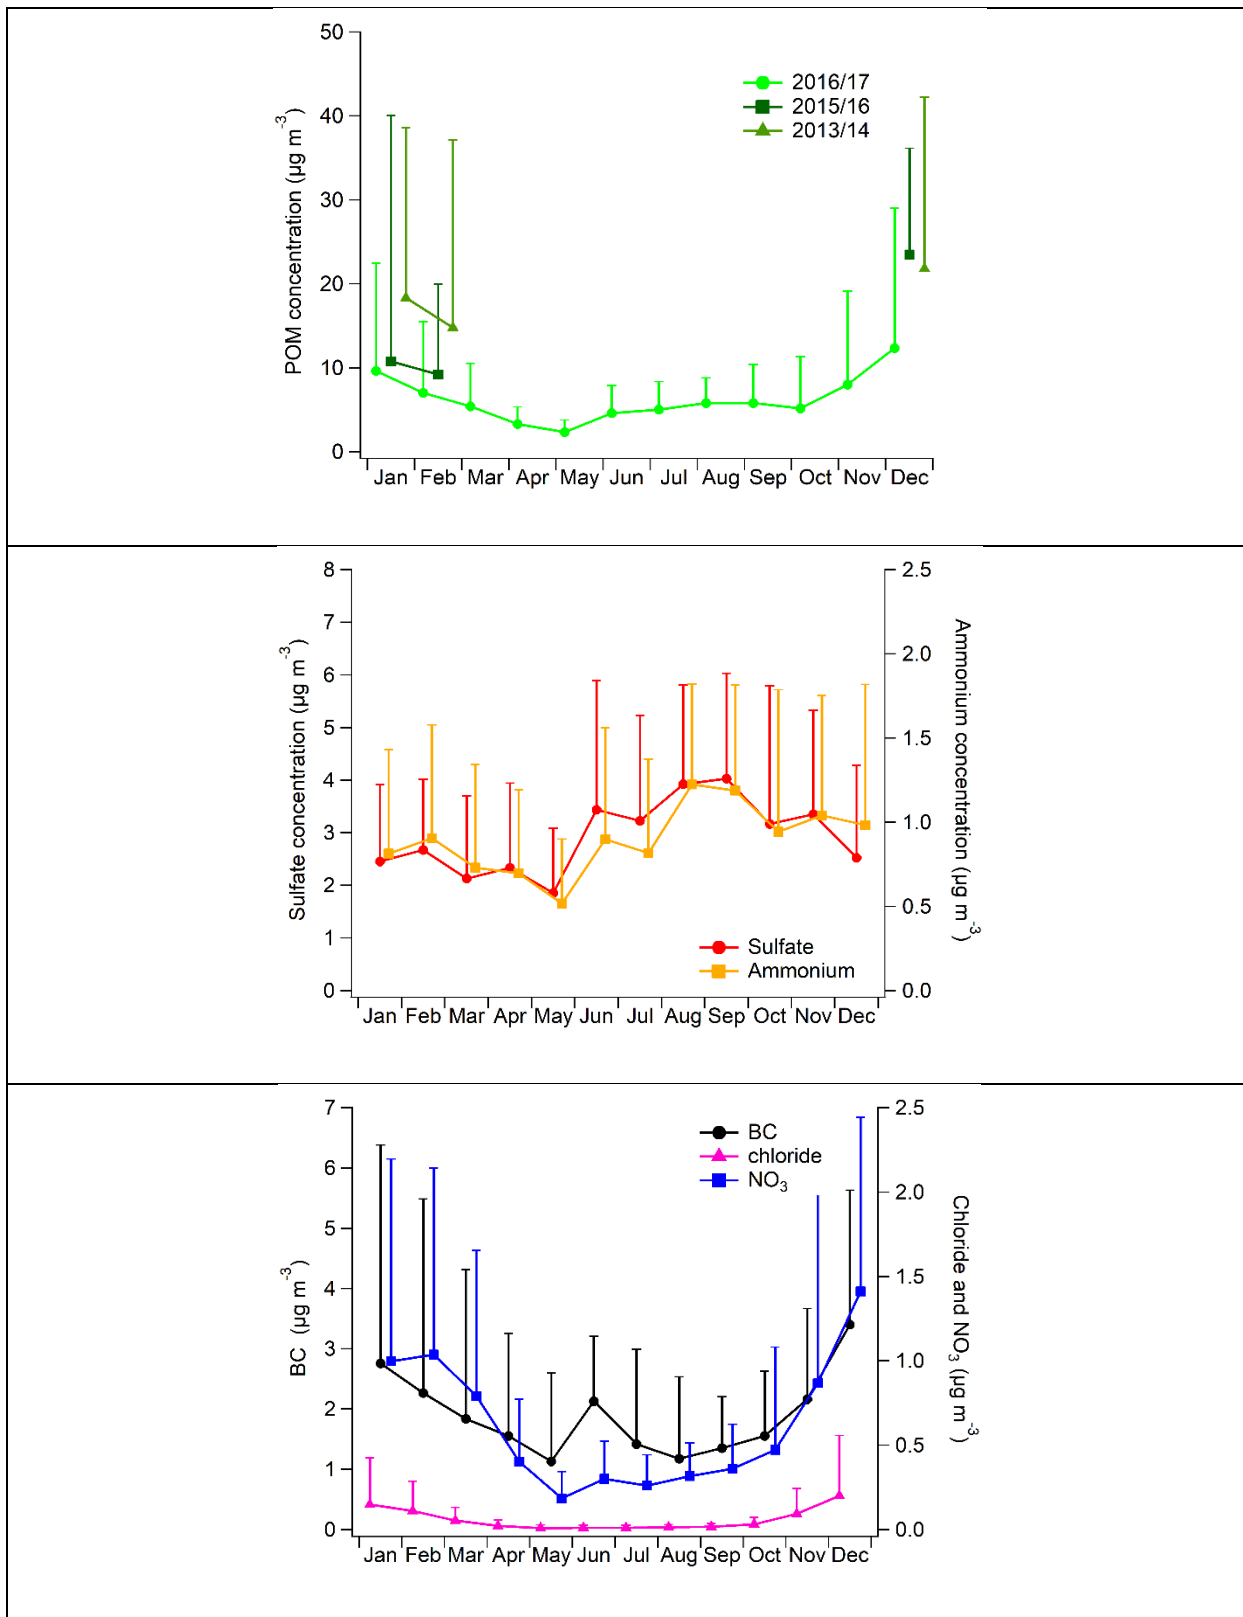 50
40
30
20
10
0
POM concentration (µg m⁻³)
2016/17
2015/16
2013/14
Jan Feb Mar Apr May Jun Jul Aug Sep Oct Nov Dec
8
7
6
5
4
3
2
1
0
Sulfate concentration (µg m⁻³)
2.5
2.0
1.5
1.0
0.5
0.0
Ammonium concentration (µg m⁻³)
Sulfate
Ammonium
Jan Feb Mar Apr May Jun Jul Aug Sep Oct Nov Dec
7
6
5
4
3
2
1
0
BC (µg m⁻³)
BC
chloride
NO₃
2.5
2.0
1.5
1.0
0.5
0.0
Chloride and NO₃ (µg m⁻³)
Jan Feb Mar Apr May Jun Jul Aug Sep Oct Nov Dec